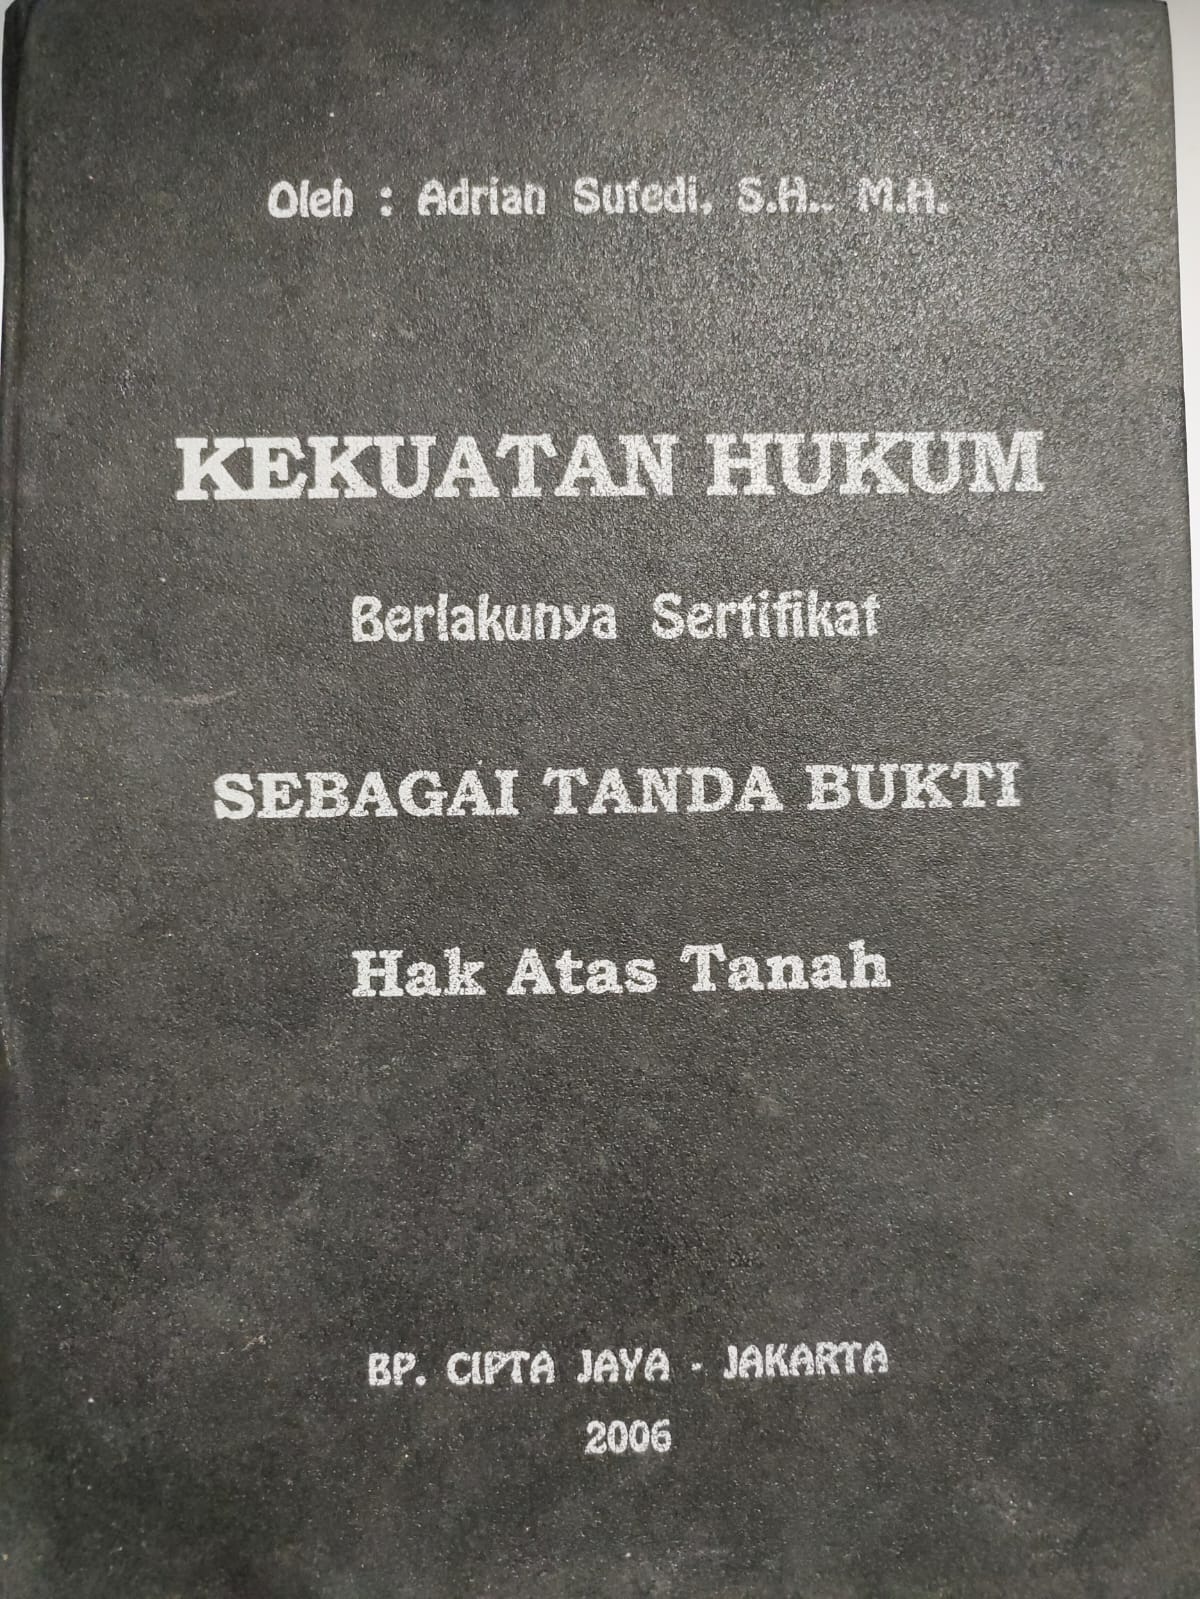 Oleh : Adrian Sutedi, S.H., M.H.
KEKUATAN HUKUM
Berlakunya Sertifikat
SEBAGAI TANDA BUKTI
Hak Atas Tanah
BP. CIPTA JAYA - JAKARTA
2006